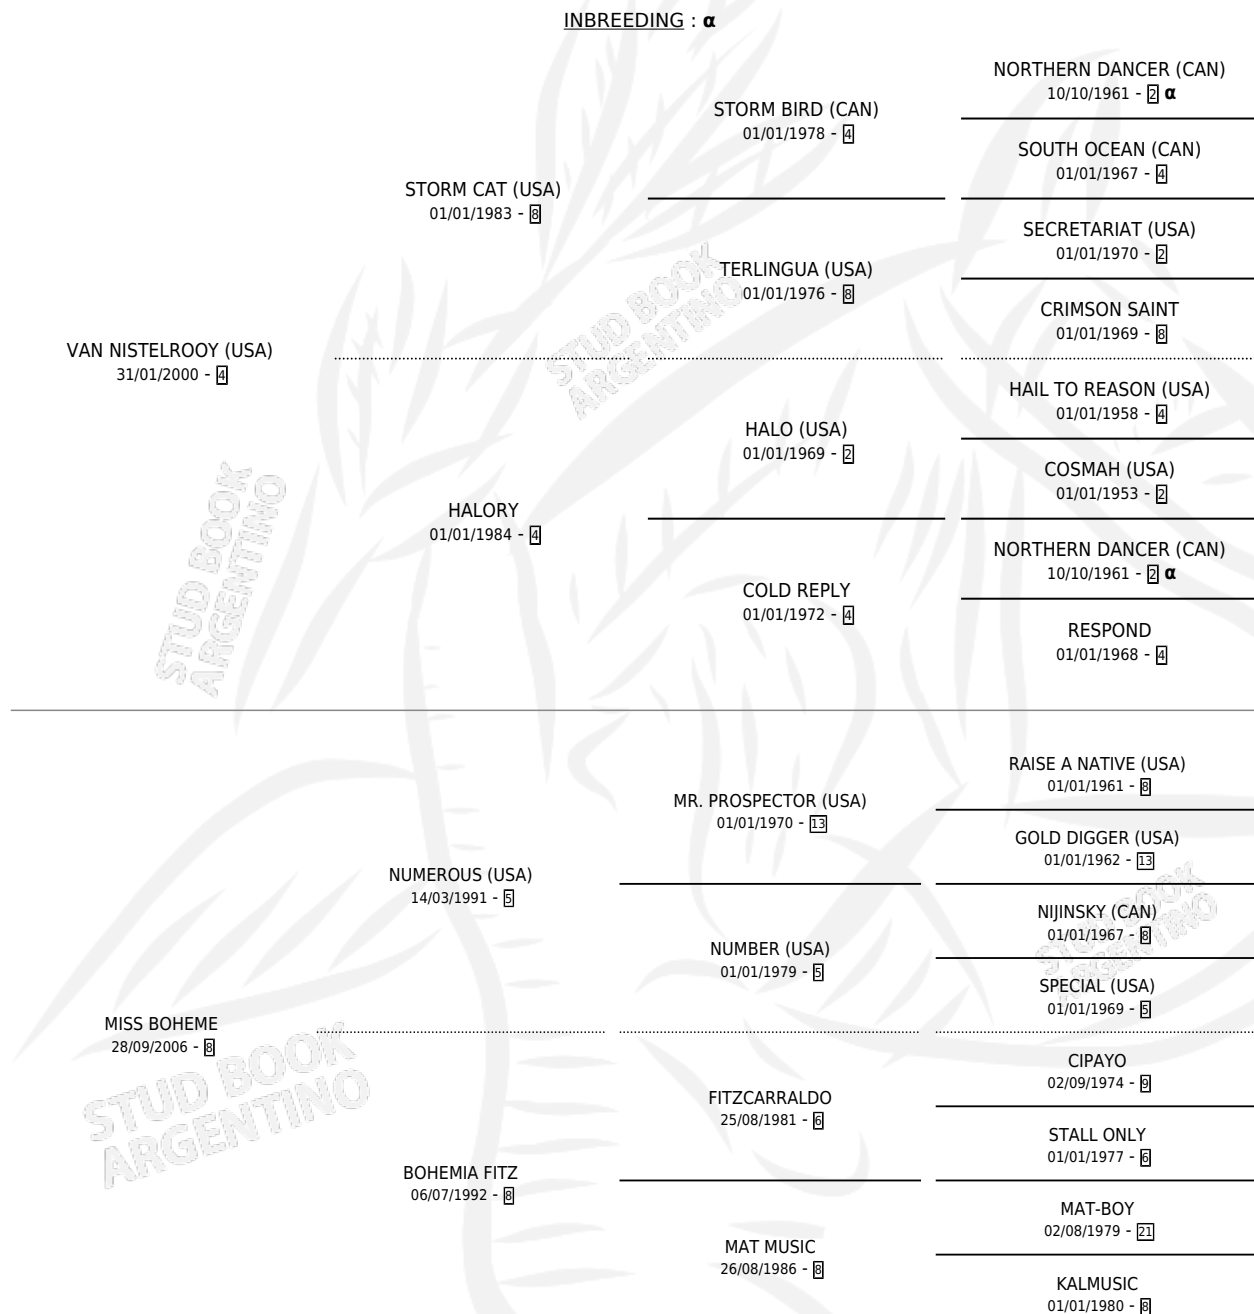 INBREEDING : α
NORTHERN DANCER (CAN)
10/10/1961 - 2 α
STORM BIRD (CAN)
01/01/1978 - 4
SOUTH OCEAN (CAN)
01/01/1967 - 4
STORM CAT (USA)
01/01/1983 - 8
SECRETARIAT (USA)
01/01/1970 - 2
TERLINGUA (USA)
01/01/1976 - 8
CRIMSON SAINT
01/01/1969 - 8
VAN NISTELROOY (USA)
31/01/2000 - 4
HAIL TO REASON (USA)
01/01/1958 - 4
HALO (USA)
01/01/1969 - 2
COSMAH (USA)
01/01/1953 - 2
HALORY
01/01/1984 - 4
NORTHERN DANCER (CAN)
10/10/1961 - 2 α
COLD REPLY
01/01/1972 - 4
RESPOND
01/01/1968 - 4
RAISE A NATIVE (USA)
01/01/1961 - 8
MR. PROSPECTOR (USA)
01/01/1970 - 13
GOLD DIGGER (USA)
01/01/1962 - 13
NUMEROUS (USA)
14/03/1991 - 5
NIJINSKY (CAN)
01/01/1967 - 8
NUMBER (USA)
01/01/1979 - 5
SPECIAL (USA)
01/01/1969 - 5
MISS BOHEME
28/09/2006 - 8
CIPAYO
02/09/1974 - 9
FITZCARRALDO
25/08/1981 - 6
STALL ONLY
01/01/1977 - 6
BOHEMIA FITZ
06/07/1992 - 8
MAT-BOY
02/08/1979 - 21
MAT MUSIC
26/08/1986 - 8
KALMUSIC
01/01/1980 - 8
STUD BOOK
ARGENTINO
STUD BOOK
ARGENTINO
STUD BOOK
ARGENTINO
STUD BOOK
ARGENTINO